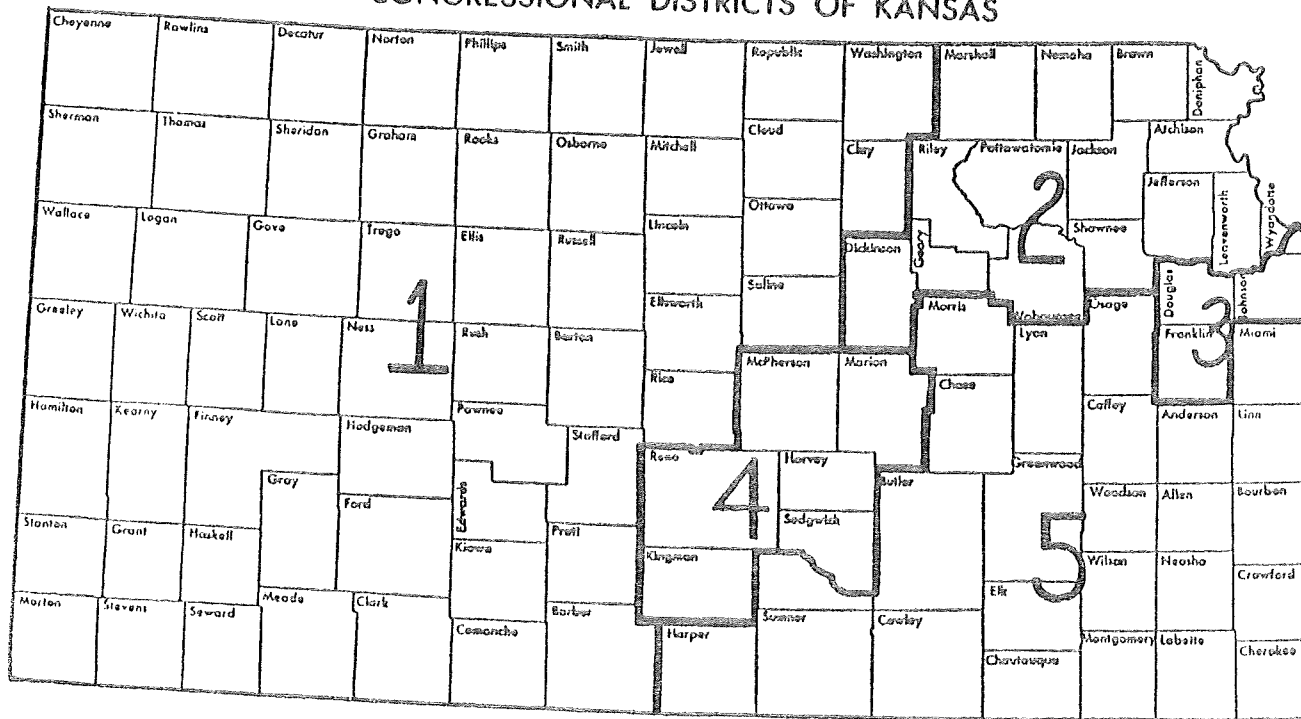 CONGRESSIONAL DISTRICTS OF KANSAS
Cheyenne Rawlins Decatur Norton Phillips Smith Jewell Republic Washington Marshall Nemaha Brown Doniphan
Sherman Thomas Sheridan Graham Rooks Osborne Mitchell Cloud Clay Riley Pottawatomie Jackson Atchison
Jefferson Leavenworth Wyandotte
2
Wallace Logan Gove Trego Ellis Russell Lincoln Ottawa Dickinson Geary Shawnee
1
Saline Douglas Johnson
Greeley Wichita Scott Lane Ness Rush Barton Ellsworth Morris Wabaunsee Osage
3
Lyon Franklin Miami
Rice McPherson Marion Chase
Hamilton Kearny Finney Hodgeman Pawnee Stafford Coffey Anderson Linn
4
Gray Ford Edwards Reno Harvey Butler Greenwood Woodson Allen Bourbon
Sedgwick
5
Stanton Grant Haskell Kiowa Pratt Kingman Wilson Neosho Crawford
Elk
Morton Stevens Seward Meade Clark Comanche Barber Harper Sumner Cowley Montgomery Labette Cherokee
Chautauqua